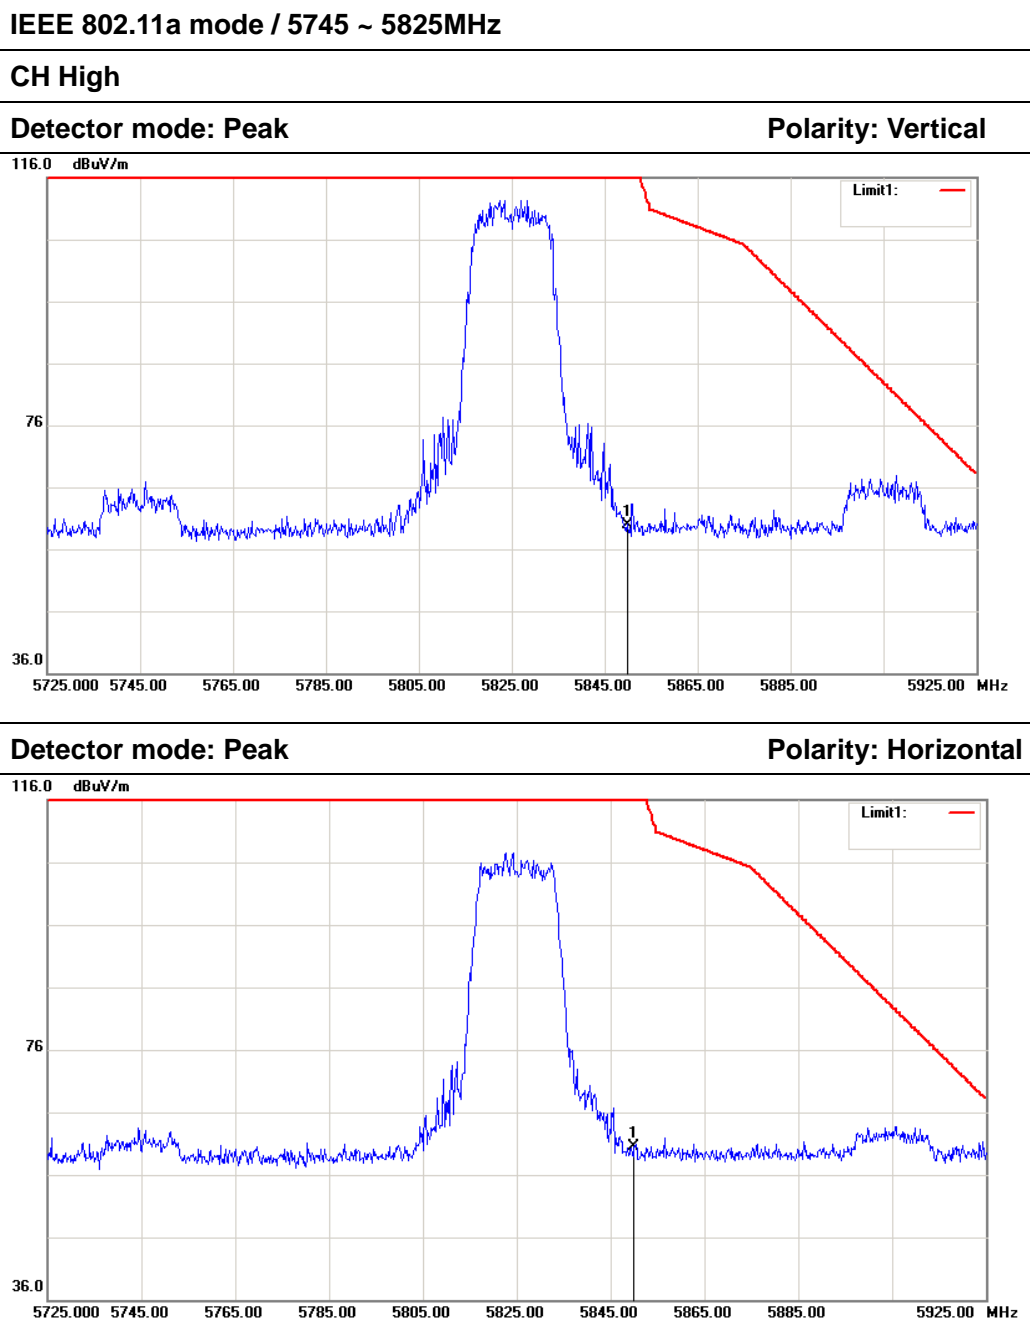 IEEE 802.11a mode / 5745 ~ 5825MHz
CH High
Detector mode: Peak Polarity: Vertical
116.0 dBuV/m
Limit1:
76
1
36.0
5725.000 5745.00 5765.00 5785.00 5805.00 5825.00 5845.00 5865.00 5885.00 5925.00 MHz
Detector mode: Peak Polarity: Horizontal
116.0 dBuV/m
Limit1:
76
1
36.0
5725.000 5745.00 5765.00 5785.00 5805.00 5825.00 5845.00 5865.00 5885.00 5925.00 MHz